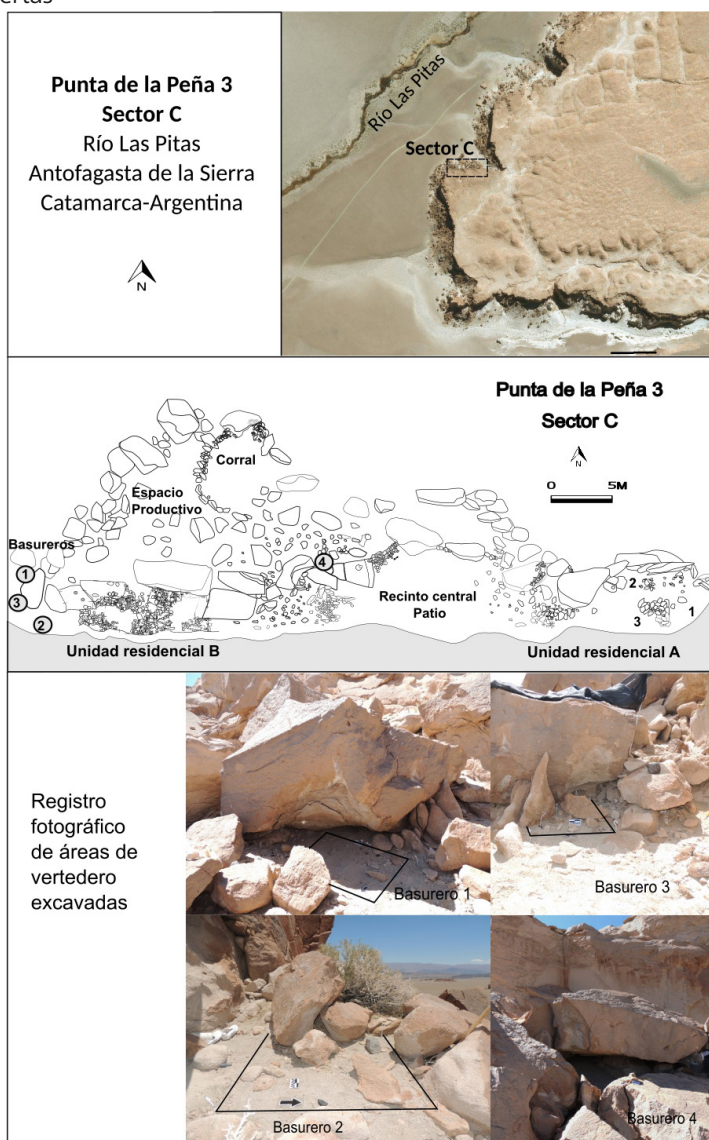 Punta de la Peña 3
Sector C
Río Las Pitas
Antofagasta de la Sierra
Catamarca-Argentina
N
Río Las Pitas
Sector C
Punta de la Peña 3
Sector C
N
0 5M
Corral
Espacio
Productivo
Basureros
1
3
2
4
Recinto central
Patio
2
1
3
Unidad residencial B
Unidad residencial A
Registro
fotográfico
de áreas de
vertedero
excavadas
Basurero 1
Basurero 3
Basurero 2
Basurero 4